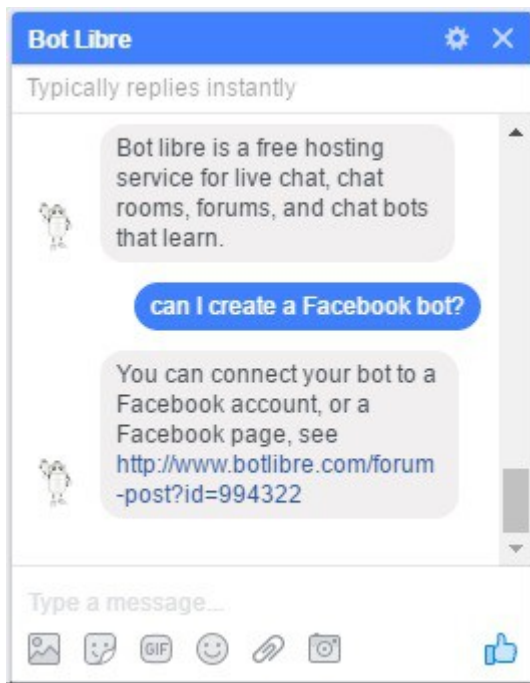 Bot Libre
Typically replies instantly
Bot libre is a free hosting
service for live chat, chat
rooms, forums, and chat bots
that learn.
can I create a Facebook bot?
You can connect your bot to a
Facebook account, or a
Facebook page, see
http://www.botlibre.com/forum
-post?id=994322
Type a message...
GIF